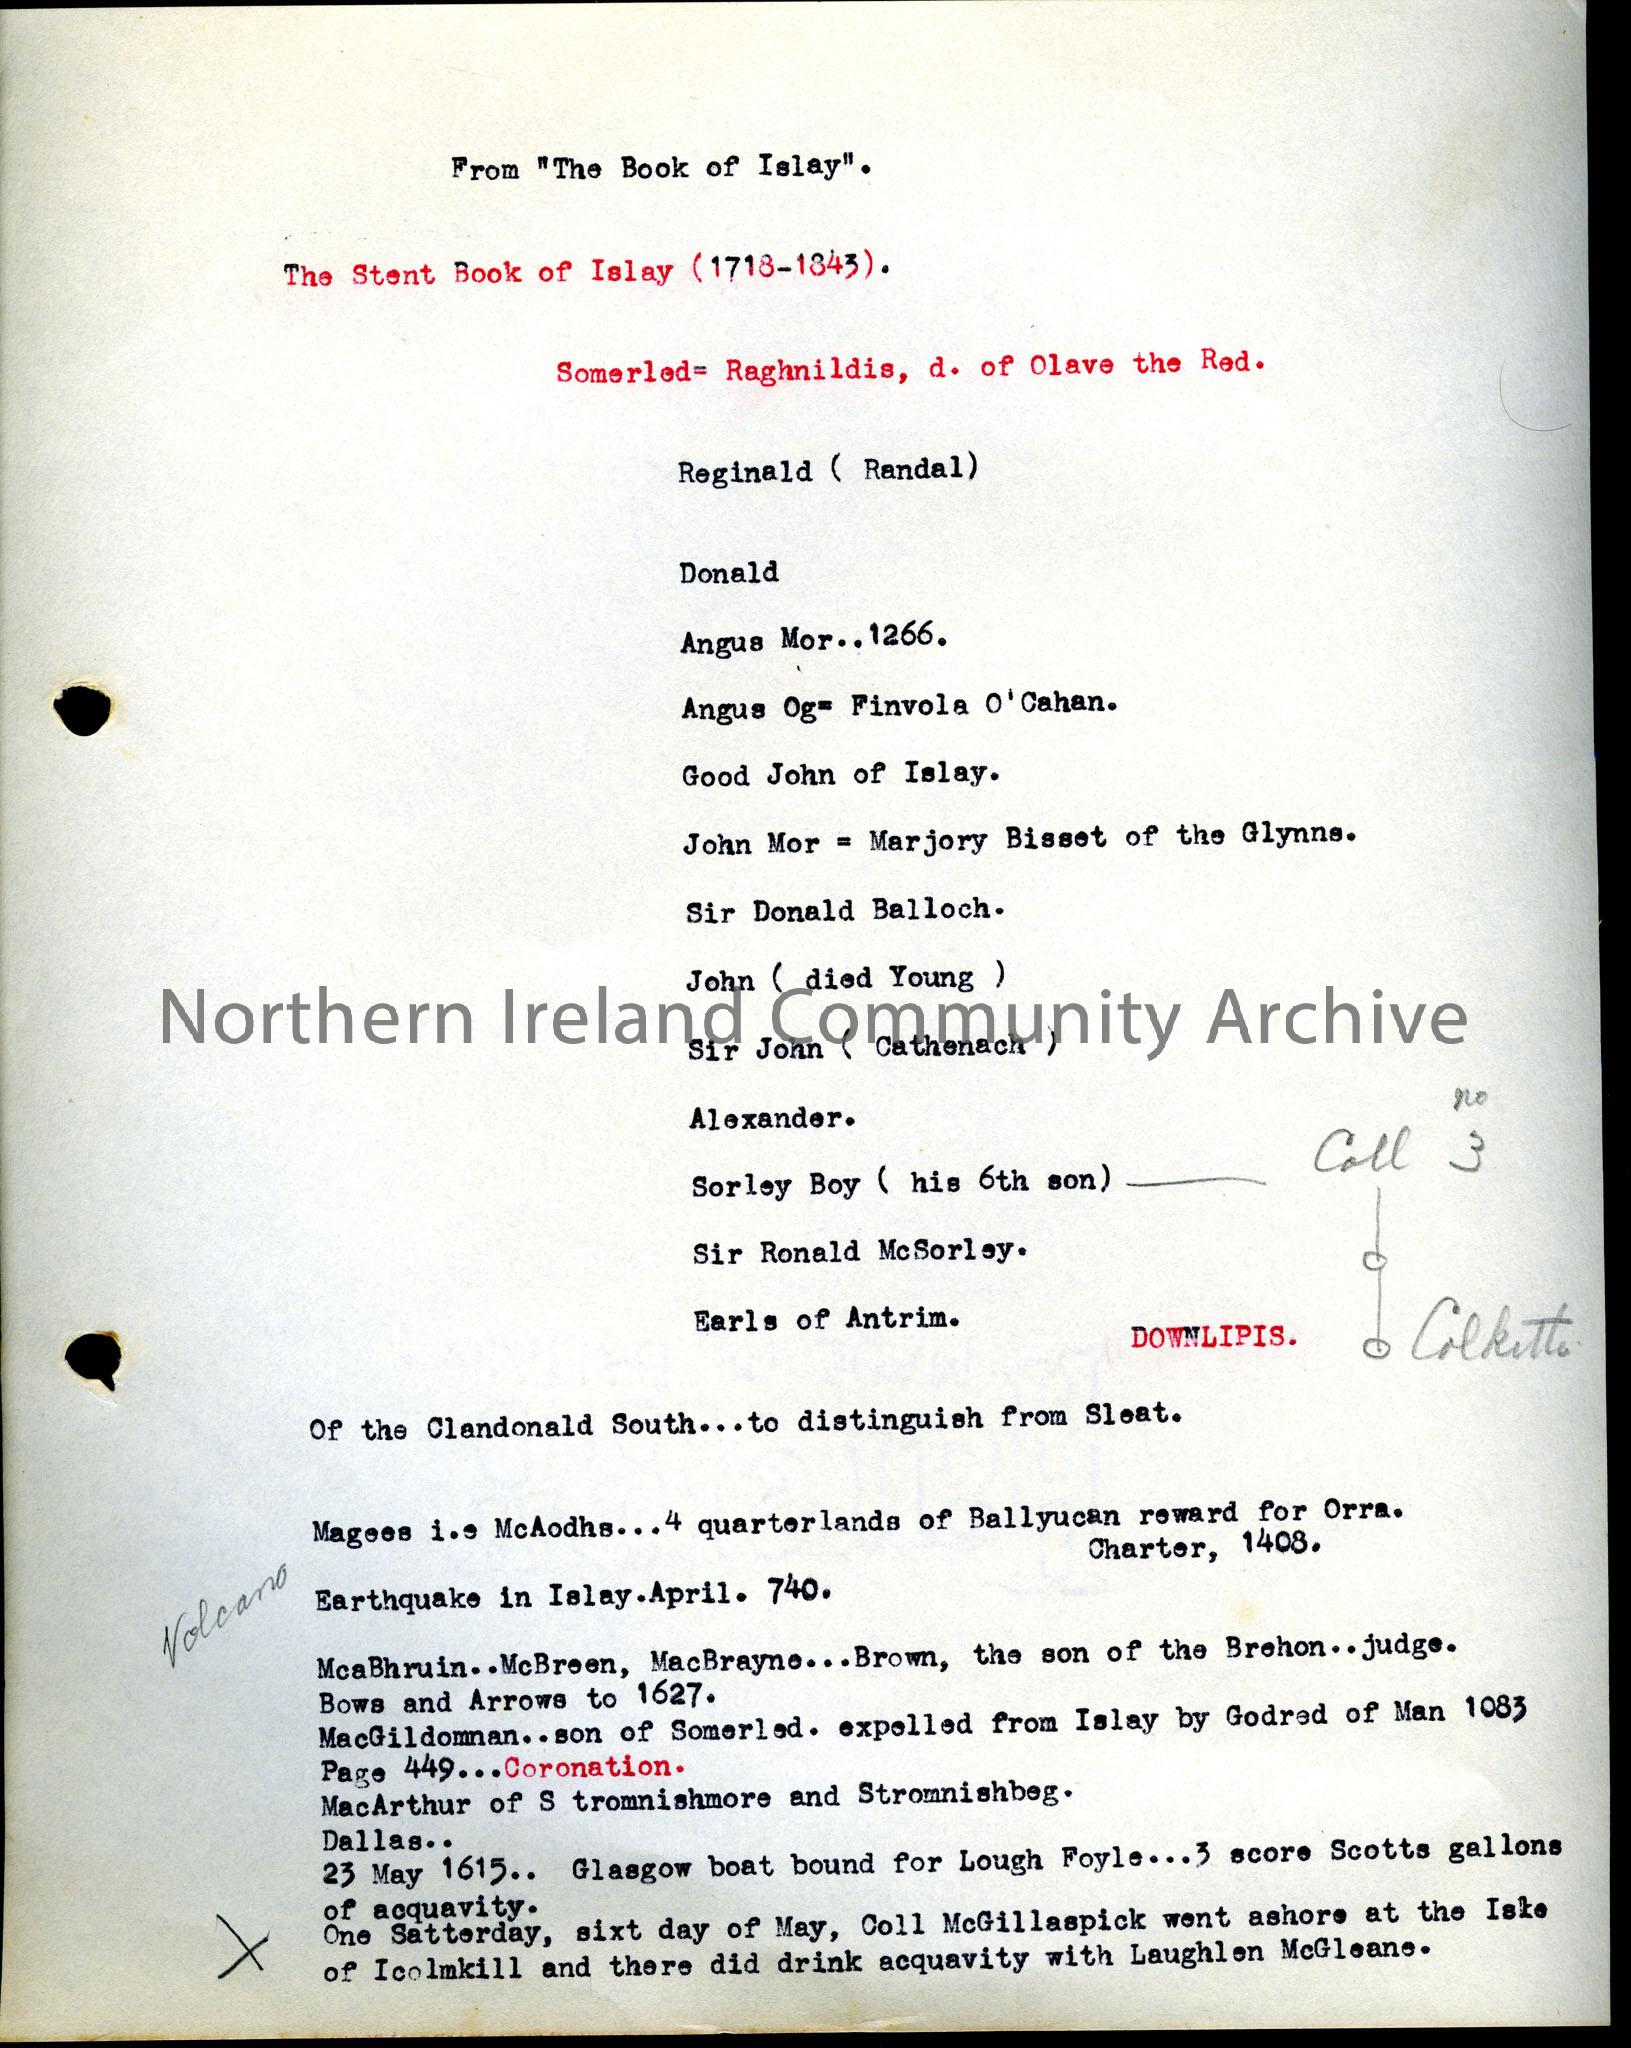 From "The Book of Islay".
The Stent Book of Islay (1718-1843).
Somerled= Raghnildis, d. of Olave the Red.
Reginald ( Randal)
Donald
Angus Mor..1266.
Angus Og= Finvola O'Cahan.
Good John of Islay.
John Mor = Marjory Bisset of the Glynns.
Sir Donald Balloch.
John ( died Young )
Northern Ireland Community Archive
Sir John ( Cathenach )
Alexander.
no
Coll 3
Sorley Boy ( his 6th son)
Sir Ronald McSorley.
Earls of Antrim.
DOWNLIPIS.
Colkitto
Of the Clandonald South...to distinguish from Sleat.
Magees i.e McAodhs...4 quarterlands of Ballyucan reward for Orra.
Charter, 1408.
Volcano
Earthquake in Islay.April. 740.
McaBhruin..McBreen, MacBrayne...Brown, the son of the Brehon..judge.
Bows and Arrows to 1627.
MacGildomnan..son of Somerled. expelled from Islay by Godred of Man 1083
Page 449...Coronation.
MacArthur of S tromnishmore and Stromnishbeg.
Dallas..
23 May 1615.. Glasgow boat bound for Lough Foyle...3 score Scotts gallons
of acquavity.
X One Satterday, sixt day of May, Coll McGillaspick went ashore at the Isle
of Icolmkill and there did drink acquavity with Laughlen McGleane.